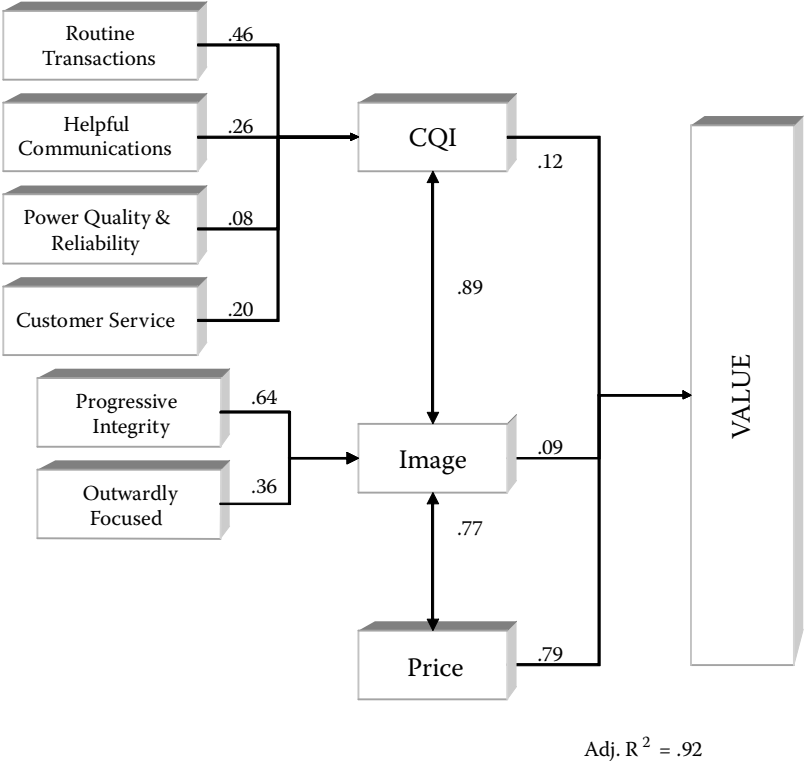 Routine
Transactions
.46
Helpful
Communications
.26
CQI
.12
Power Quality &
Reliability
.08
Customer Service
.20
.89
VALUE
Progressive
Integrity
.64
Image
.09
Outwardly
Focused
.36
.77
Price
.79
Adj. R² = .92